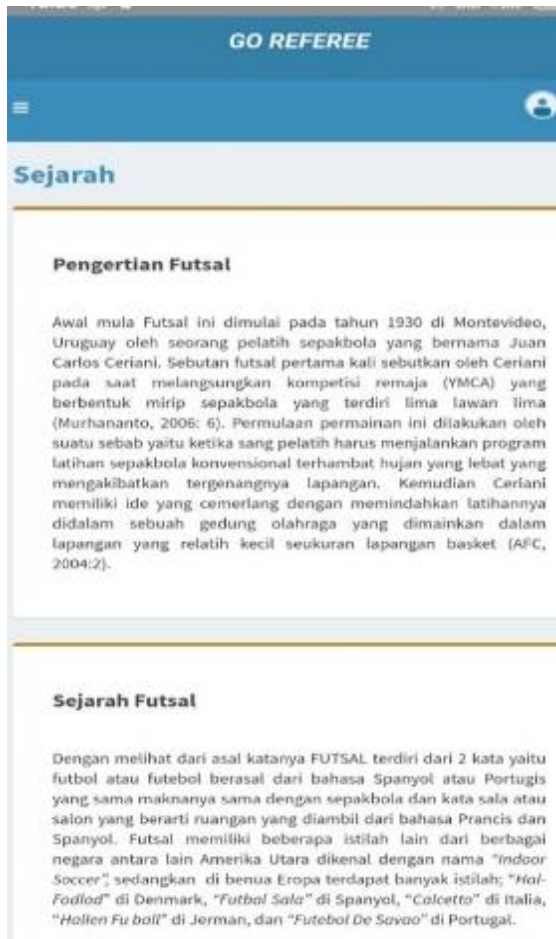 GO REFEREE
Sejarah
Pengertian Futsal
Awal mula Futsal ini dimulai pada tahun 1930 di Montevideo,
Uruguay oleh seorang pelatih sepakbola yang bernama Juan
Carlos Ceriani. Sebutan futsal pertama kali sebutkan oleh Ceriani
pada saat melangsungkan kompetisi remaja (YMCA) yang
berbentuk mirip sepakbola yang terdiri lima lawan lima
(Murhananto, 2006: 6). Permulaan permainan ini dilakukan oleh
suatu sebab yaitu ketika sang pelatih harus menjalankan program
latihan sepakbola konvensional terhambat hujan yang lebat yang
mengakibatkan tergenangnya lapangan. Kemudian Ceriani
memiliki ide yang cemerlang dengan memindahkan latihannya
didalam sebuah gedung olahraga yang dimainkan dalam
lapangan yang relatih kecil seukuran lapangan basket (AFC,
2004:2).
Sejarah Futsal
Dengan melihat dari asal katanya FUTSAL terdiri dari 2 kata yaitu
futbol atau futebol berasal dari bahasa Spanyol atau Portugis
yang sama maknanya sama dengan sepakbola dan kata sala atau
salon yang berarti ruangan yang diambil dari bahasa Prancis dan
Spanyol. Futsal memiliki beberapa istilah lain dari berbagai
negara antara lain Amerika Utara dikenal dengan nama "Indoor
Soccer", sedangkan di benua Eropa terdapat banyak istilah; "Hal-
Fodlod" di Denmark, "Futbol Sala" di Spanyol, "Calcetto" di Italia,
"Hallen Fu ball" di Jerman, dan "Futebol De Savao" di Portugal.